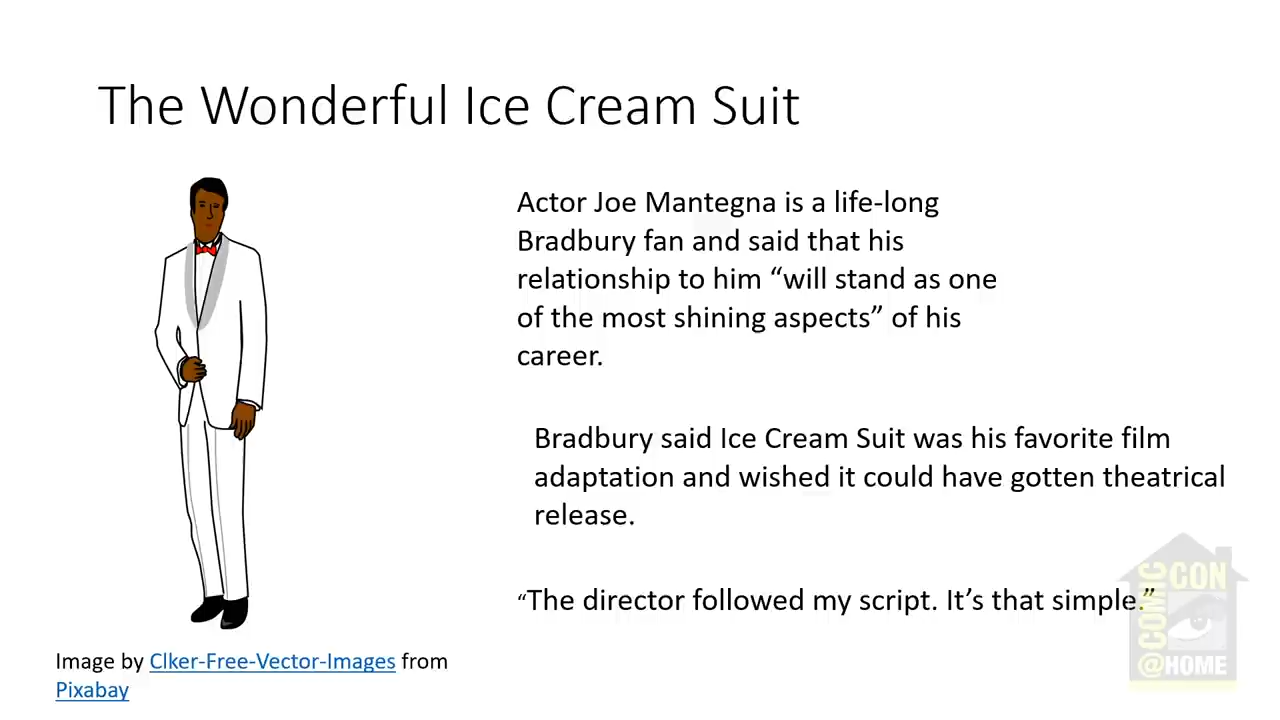 The Wonderful Ice Cream Suit
Actor Joe Mantegna is a life-long
Bradbury fan and said that his
relationship to him “will stand as one
of the most shining aspects” of his
career.
Bradbury said Ice Cream Suit was his favorite film
adaptation and wished it could have gotten theatrical
release.
“The director followed my script. It’s that simple.”
Image by Clker-Free-Vector-Images from
Pixabay
COMIC
CON
@HOME